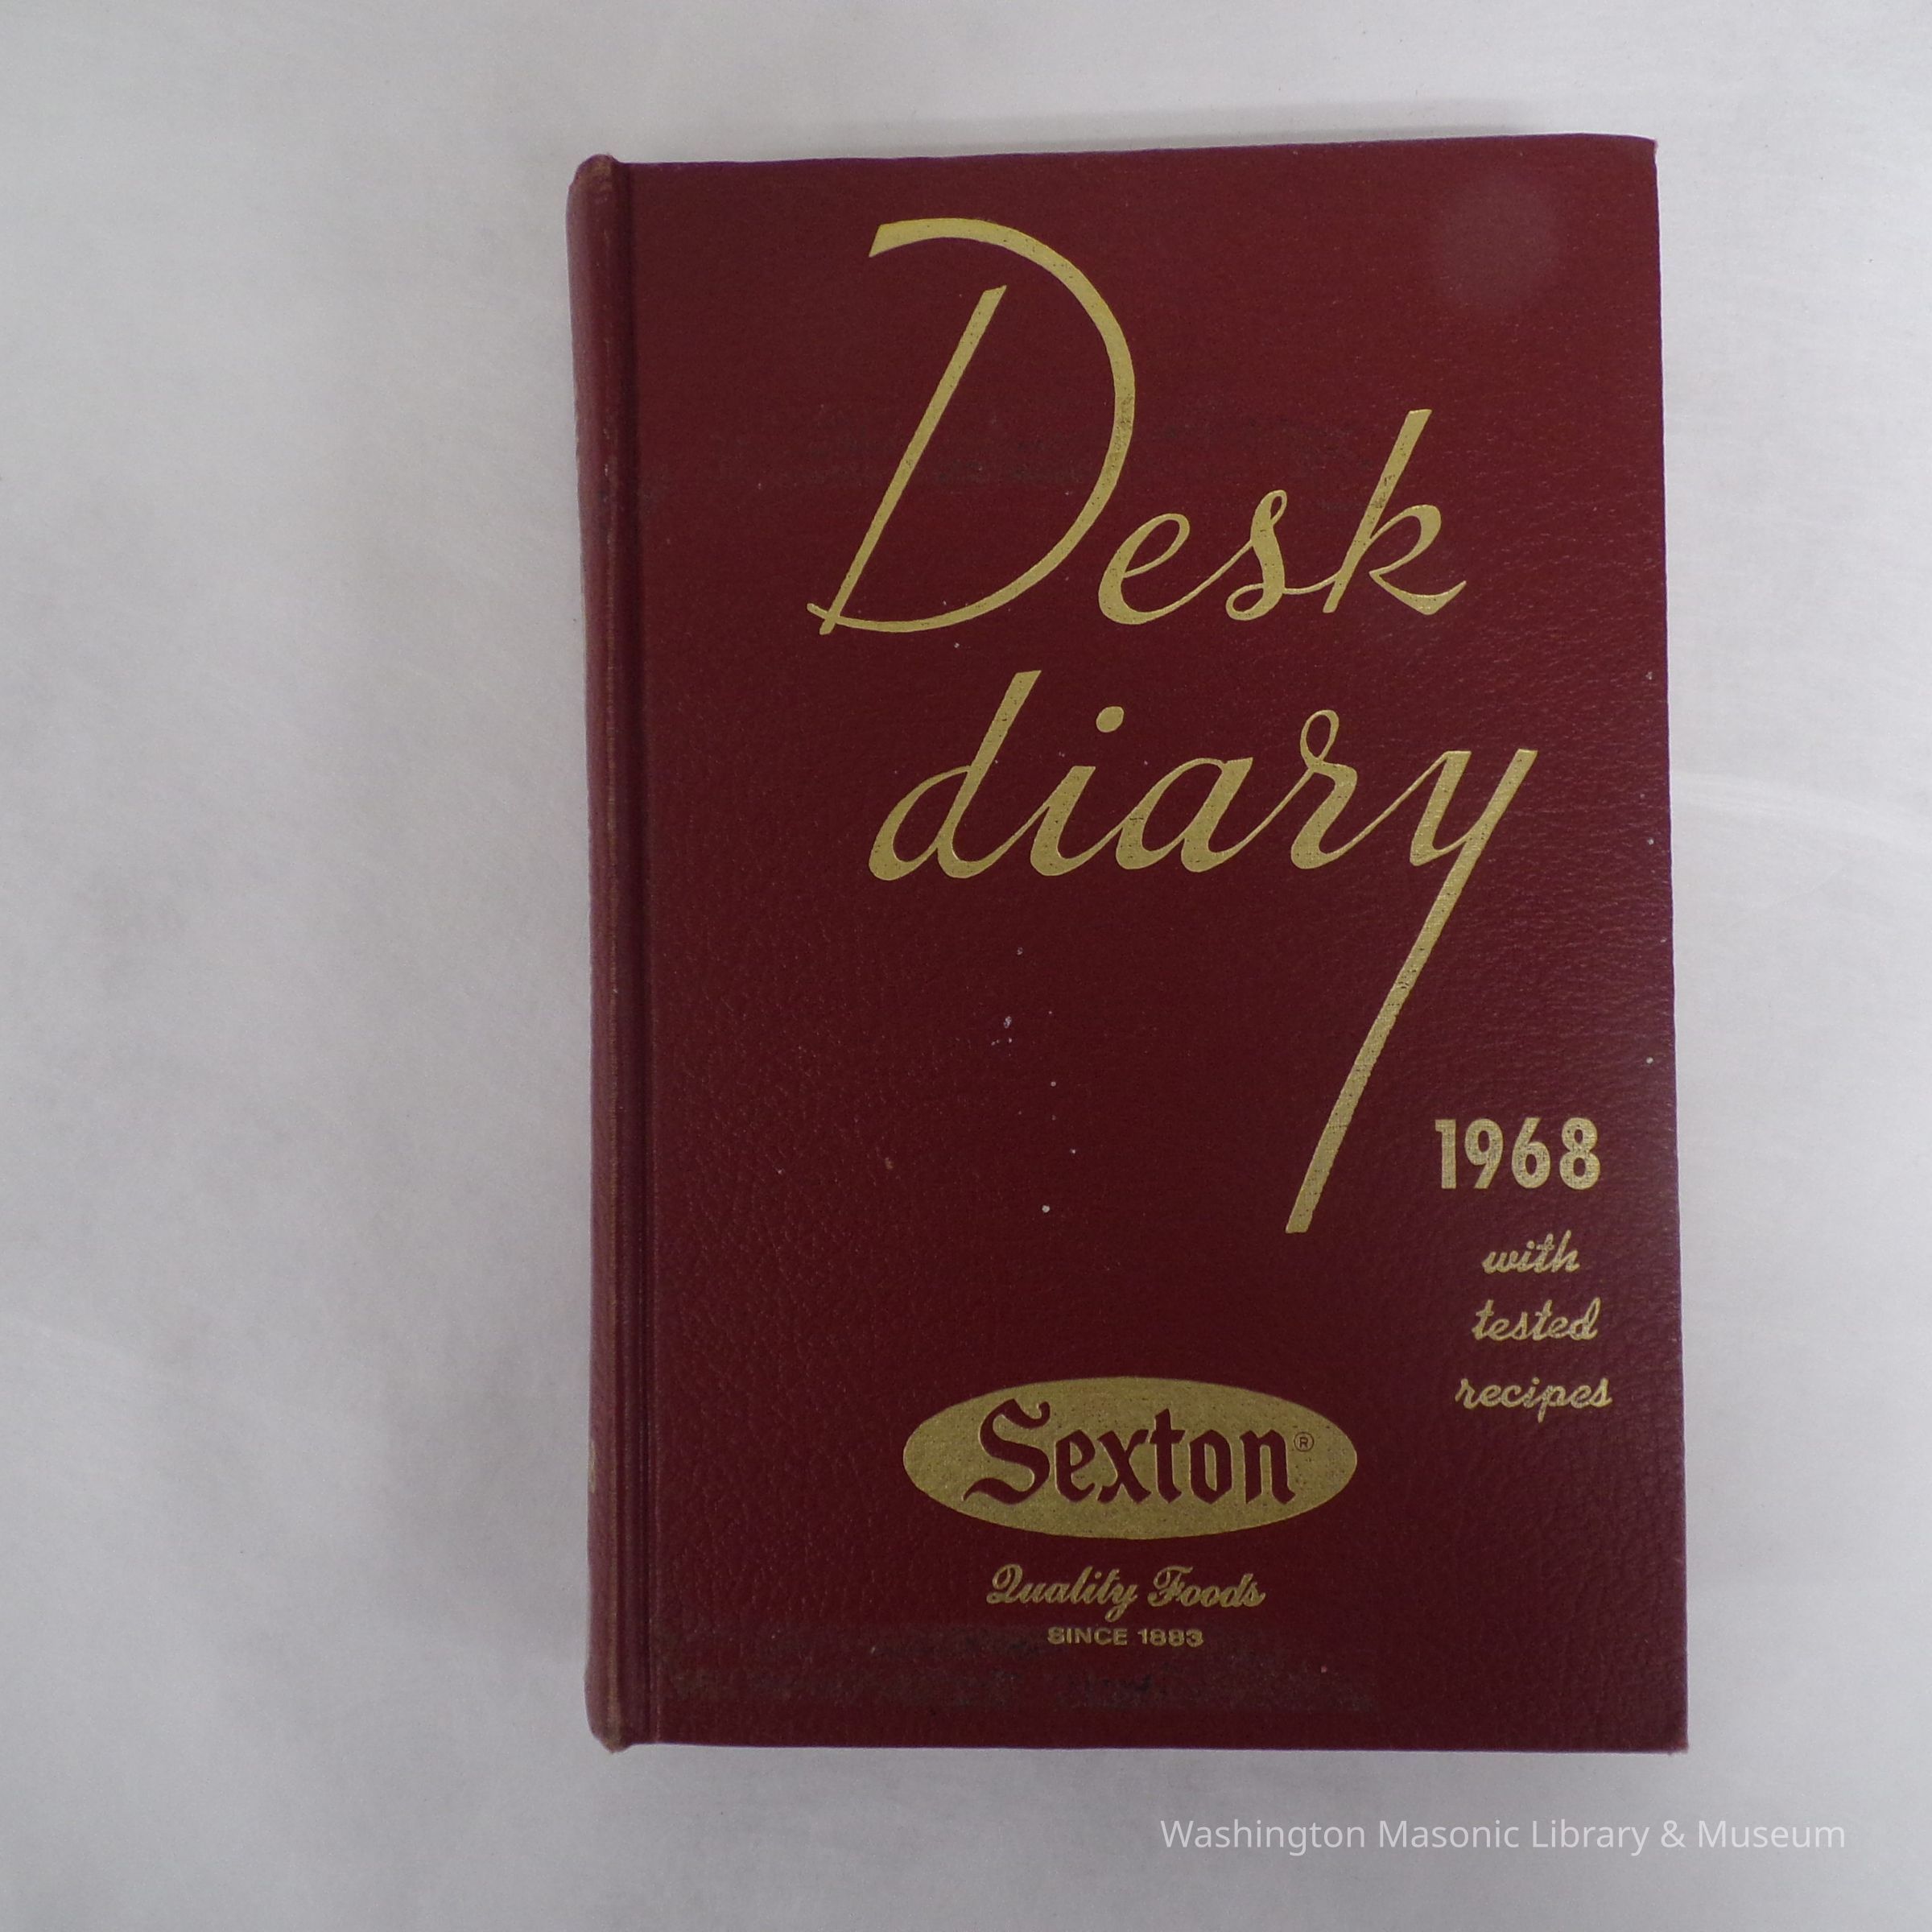 Desk
diary
1968
with
tested
recipes
Sexton®
Quality Foods
SINCE 1883
Washington Masonic Library & Museum